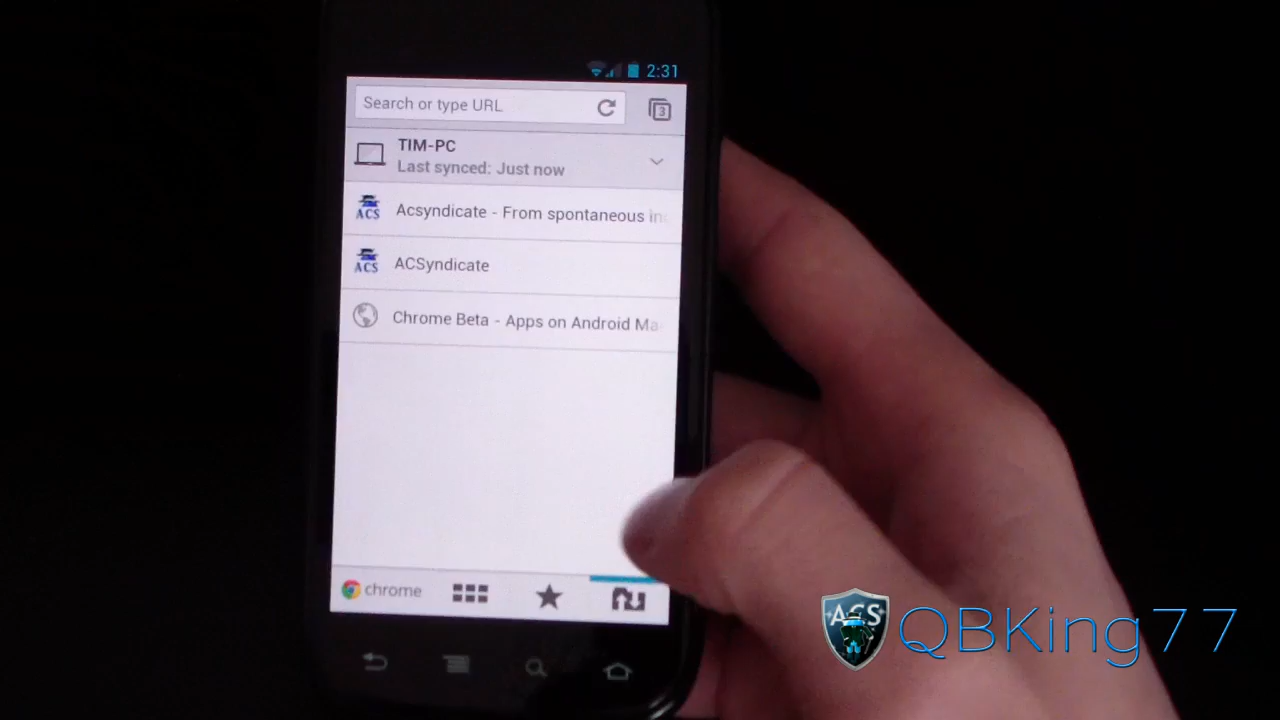 2:31
Search or type URL
3
TIM-PC
Last synced: Just now
ACS
Acsyndicate - From spontaneous in
ACS
ACSyndicate
Chrome Beta - Apps on Android Ma
chrome
ACS
QBKing77